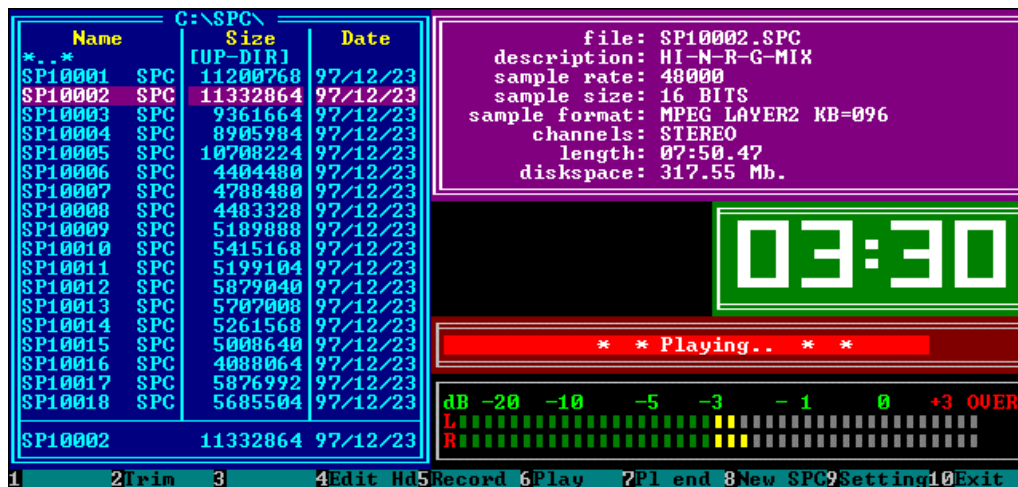 C:\SPC\
Name Size Date
*..* [UP-DIR]
SP10001 SPC 11200768 97/12/23
SP10002 SPC 11332864 97/12/23
SP10003 SPC 9361664 97/12/23
SP10004 SPC 8905984 97/12/23
SP10005 SPC 10708224 97/12/23
SP10006 SPC 4404480 97/12/23
SP10007 SPC 4788480 97/12/23
SP10008 SPC 4483328 97/12/23
SP10009 SPC 5189888 97/12/23
SP10010 SPC 5415168 97/12/23
SP10011 SPC 5199104 97/12/23
SP10012 SPC 5879040 97/12/23
SP10013 SPC 5707008 97/12/23
SP10014 SPC 5261568 97/12/23
SP10015 SPC 5008640 97/12/23
SP10016 SPC 4088064 97/12/23
SP10017 SPC 5876992 97/12/23
SP10018 SPC 5685504 97/12/23
SP10002 11332864 97/12/23
file: SP10002.SPC
description: HI-N-R-G-MIX
sample rate: 48000
sample size: 16 BITS
sample format: MPEG LAYER2 KB=096
channels: STEREO
length: 07:50.47
diskspace: 317.55 Mb.
03:30
* * Playing.. * *
dB -20 -10 -5 -3 - 1 0 +3 OVER
L
R
1 2Trim 3 4Edit Hd5Record 6Play 7Pl end 8New SPC9Setting10Exit